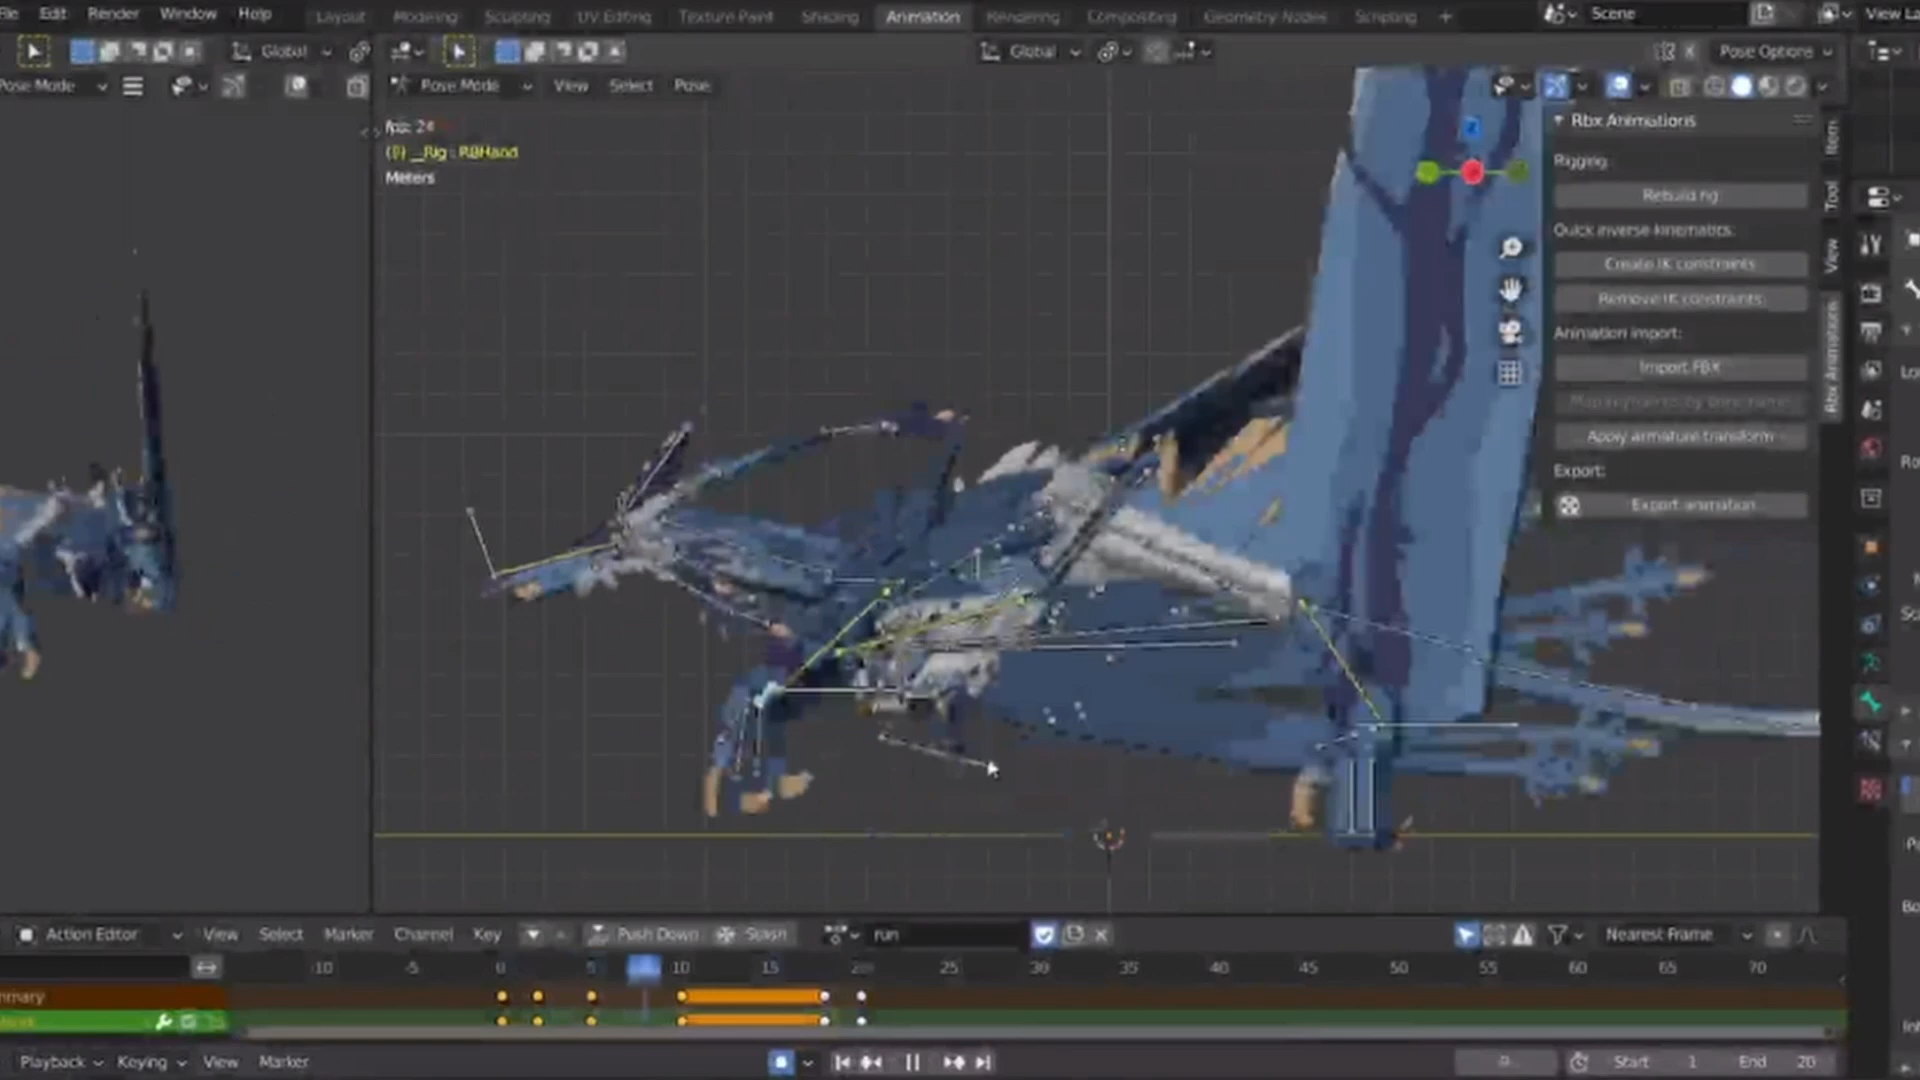 File Edit Render Window Help Layout Modeling Sculpting UV Editing Texture Paint Shading Animation Rendering Compositing Geometry Nodes Scripting + Scene View La
Global Global Pose Options
Pose Mode Pose Mode View Select Pose
fps: 24
_Rig : RBHand
Meters
Rbx Animations
Rigging:
Rebuild rig
Quick inverse kinematics:
Create IK constraints
Remove IK constraints
Animation import:
Import FBX
Apply armature transform
Export:
Export animation
Item
Tool
View
Rbx Animations
Action Editor View Select Marker Channel Key Push Down Stash run Nearest Frame
-10 -5 0 5 10 15 20 25 30 35 40 45 50 55 60 65 70
mmary
Playback Keying View Marker Start 1 End 20